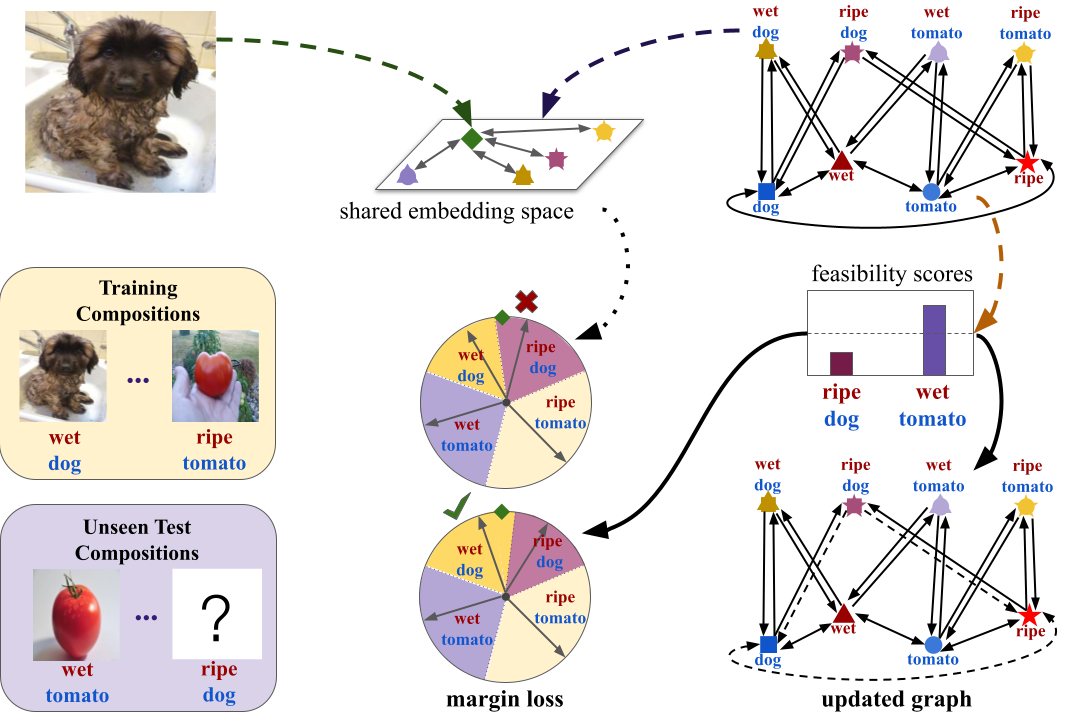 wet ripe wet ripe
dog dog tomato tomato
wet
ripe
dog
tomato
shared embedding space
Training
Compositions
...
wet ripe
dog tomato
feasibility scores
ripe wet
dog tomato
wet
dog
ripe
dog
ripe
tomato
wet
tomato
Unseen Test
Compositions
...
?
wet ripe
tomato dog
wet
dog
ripe
dog
ripe
tomato
wet
tomato
margin loss
wet ripe wet ripe
dog dog tomato tomato
wet
ripe
dog
tomato
updated graph